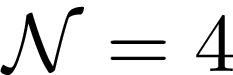 𝒩 = 4